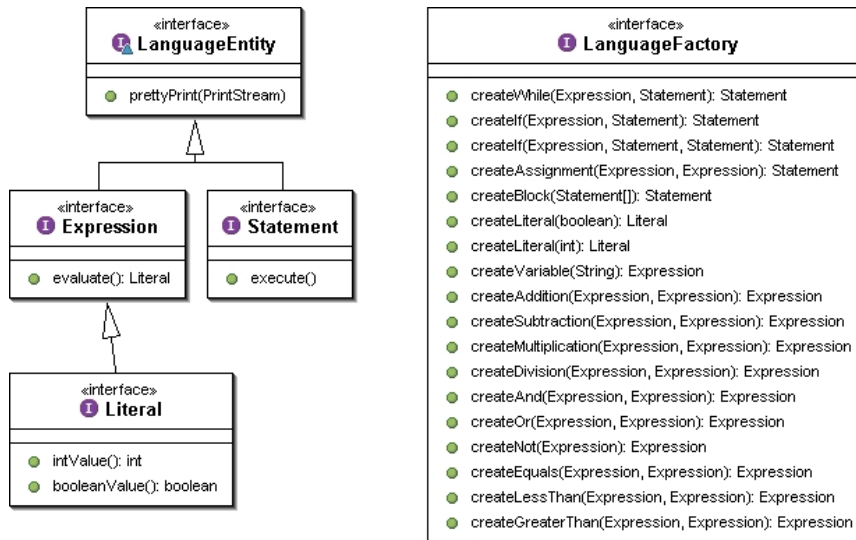 «interface»
LanguageEntity
prettyPrint(PrintStream)
«interface»
Expression
evaluate(): Literal
«interface»
Statement
execute()
«interface»
Literal
intValue(): int
booleanValue(): boolean
«interface»
LanguageFactory
createWhile(Expression, Statement): Statement
createIf(Expression, Statement): Statement
createIf(Expression, Statement, Statement): Statement
createAssignment(Expression, Expression): Statement
createBlock(Statement[]): Statement
createLiteral(boolean): Literal
createLiteral(int): Literal
createVariable(String): Expression
createAddition(Expression, Expression): Expression
createSubtraction(Expression, Expression): Expression
createMultiplication(Expression, Expression): Expression
createDivision(Expression, Expression): Expression
createAnd(Expression, Expression): Expression
createOr(Expression, Expression): Expression
createNot(Expression): Expression
createEquals(Expression, Expression): Expression
createLessThan(Expression, Expression): Expression
createGreaterThan(Expression, Expression): Expression